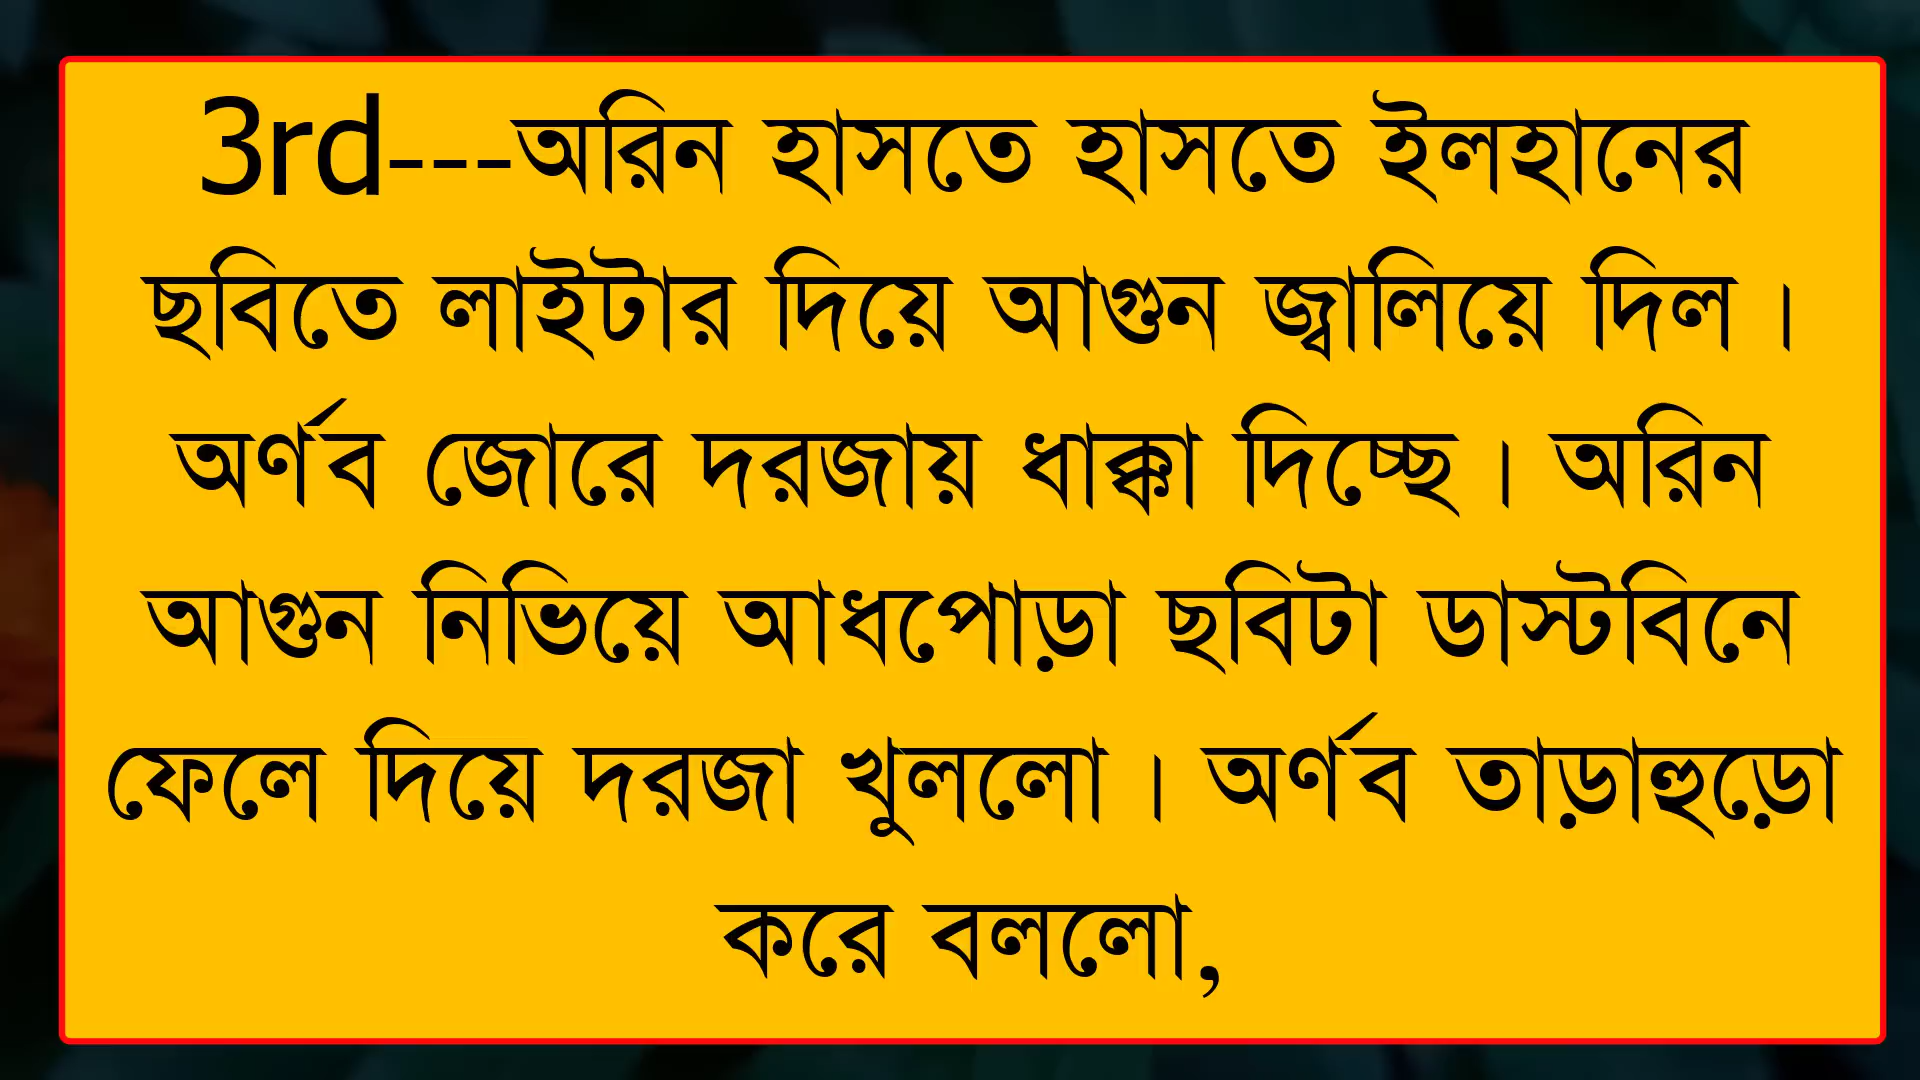 3rd---অরিন হাসতে হাসতে ইলহানের
ছবিতে লাইটার দিয়ে আগুন জ্বালিয়ে দিল।
অর্ণব জোরে দরজায় ধাক্কা দিচ্ছে। অরিন
আগুন নিভিয়ে আধপোড়া ছবিটা ডাস্টবিনে
ফেলে দিয়ে দরজা খুললো। অর্ণব তাড়াহুড়ো
করে বললো,